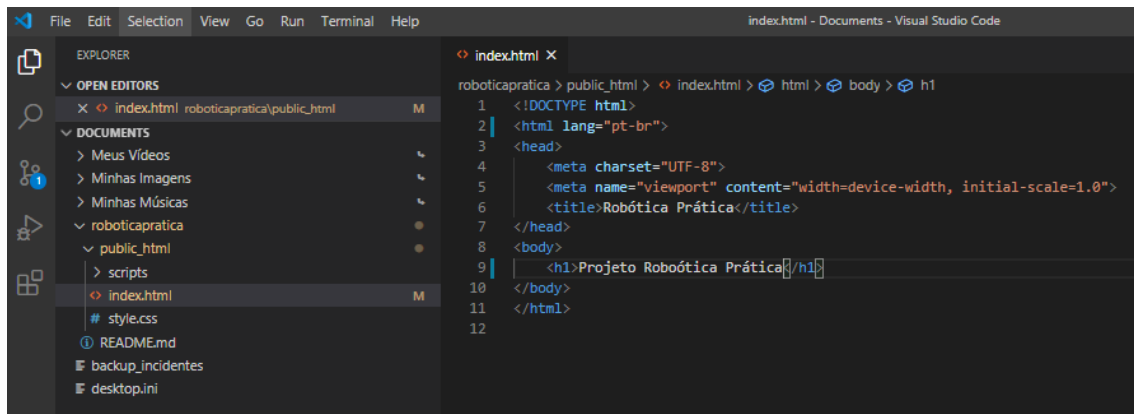 File Edit Selection View Go Run Terminal Help index.html - Documents - Visual Studio Code
EXPLORER
OPEN EDITORS
index.html roboticapratica\public_html M
DOCUMENTS
Meus Vídeos
Minhas Imagens
Minhas Músicas
roboticapratica
public_html
scripts
index.html M
# style.css
README.md
backup_incidentes
desktop.ini
1
index.html
roboticapratica > public_html > index.html > html > body > h1
1 <!DOCTYPE html>
2 <html lang="pt-br">
3 <head>
4 <meta charset="UTF-8">
5 <meta name="viewport" content="width=device-width, initial-scale=1.0">
6 <title>Robótica Prática</title>
7 </head>
8 <body>
9 <h1>Projeto Roboótica Prática</h1>
10 </body>
11 </html>
12